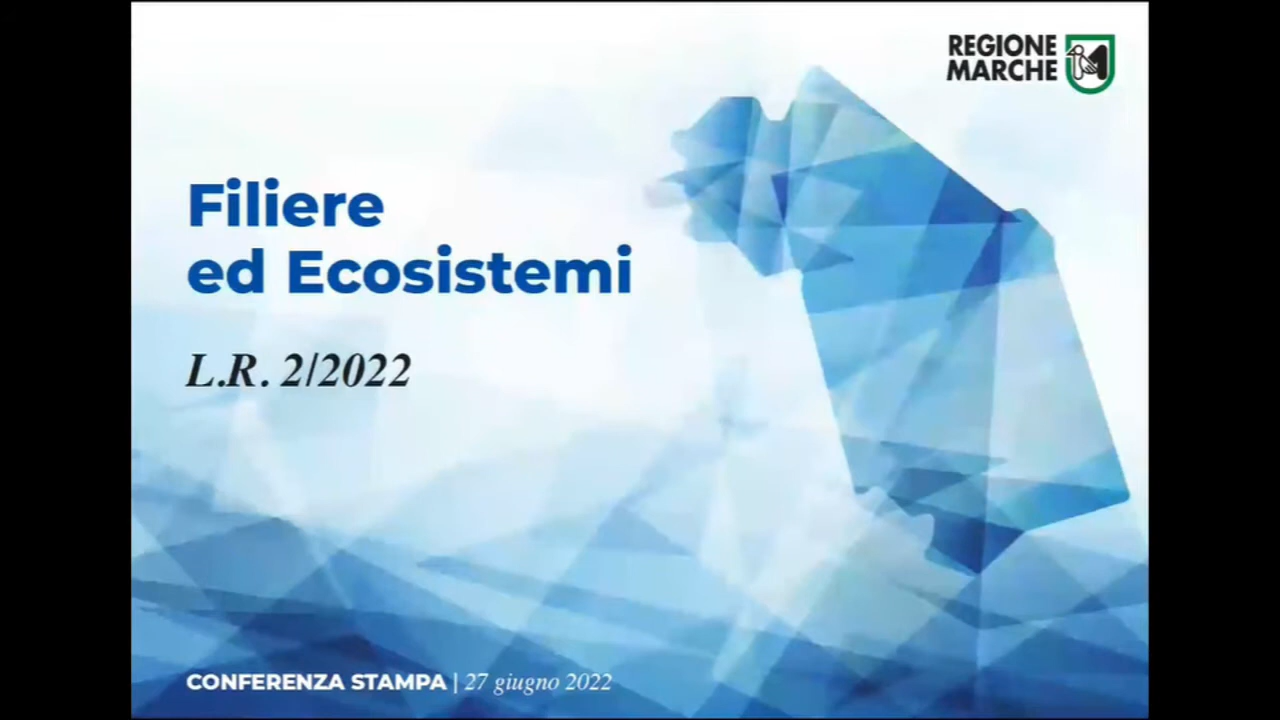 REGIONE
MARCHE
Filiere
ed Ecosistemi
L.R. 2/2022
CONFERENZA STAMPA | 27 giugno 2022